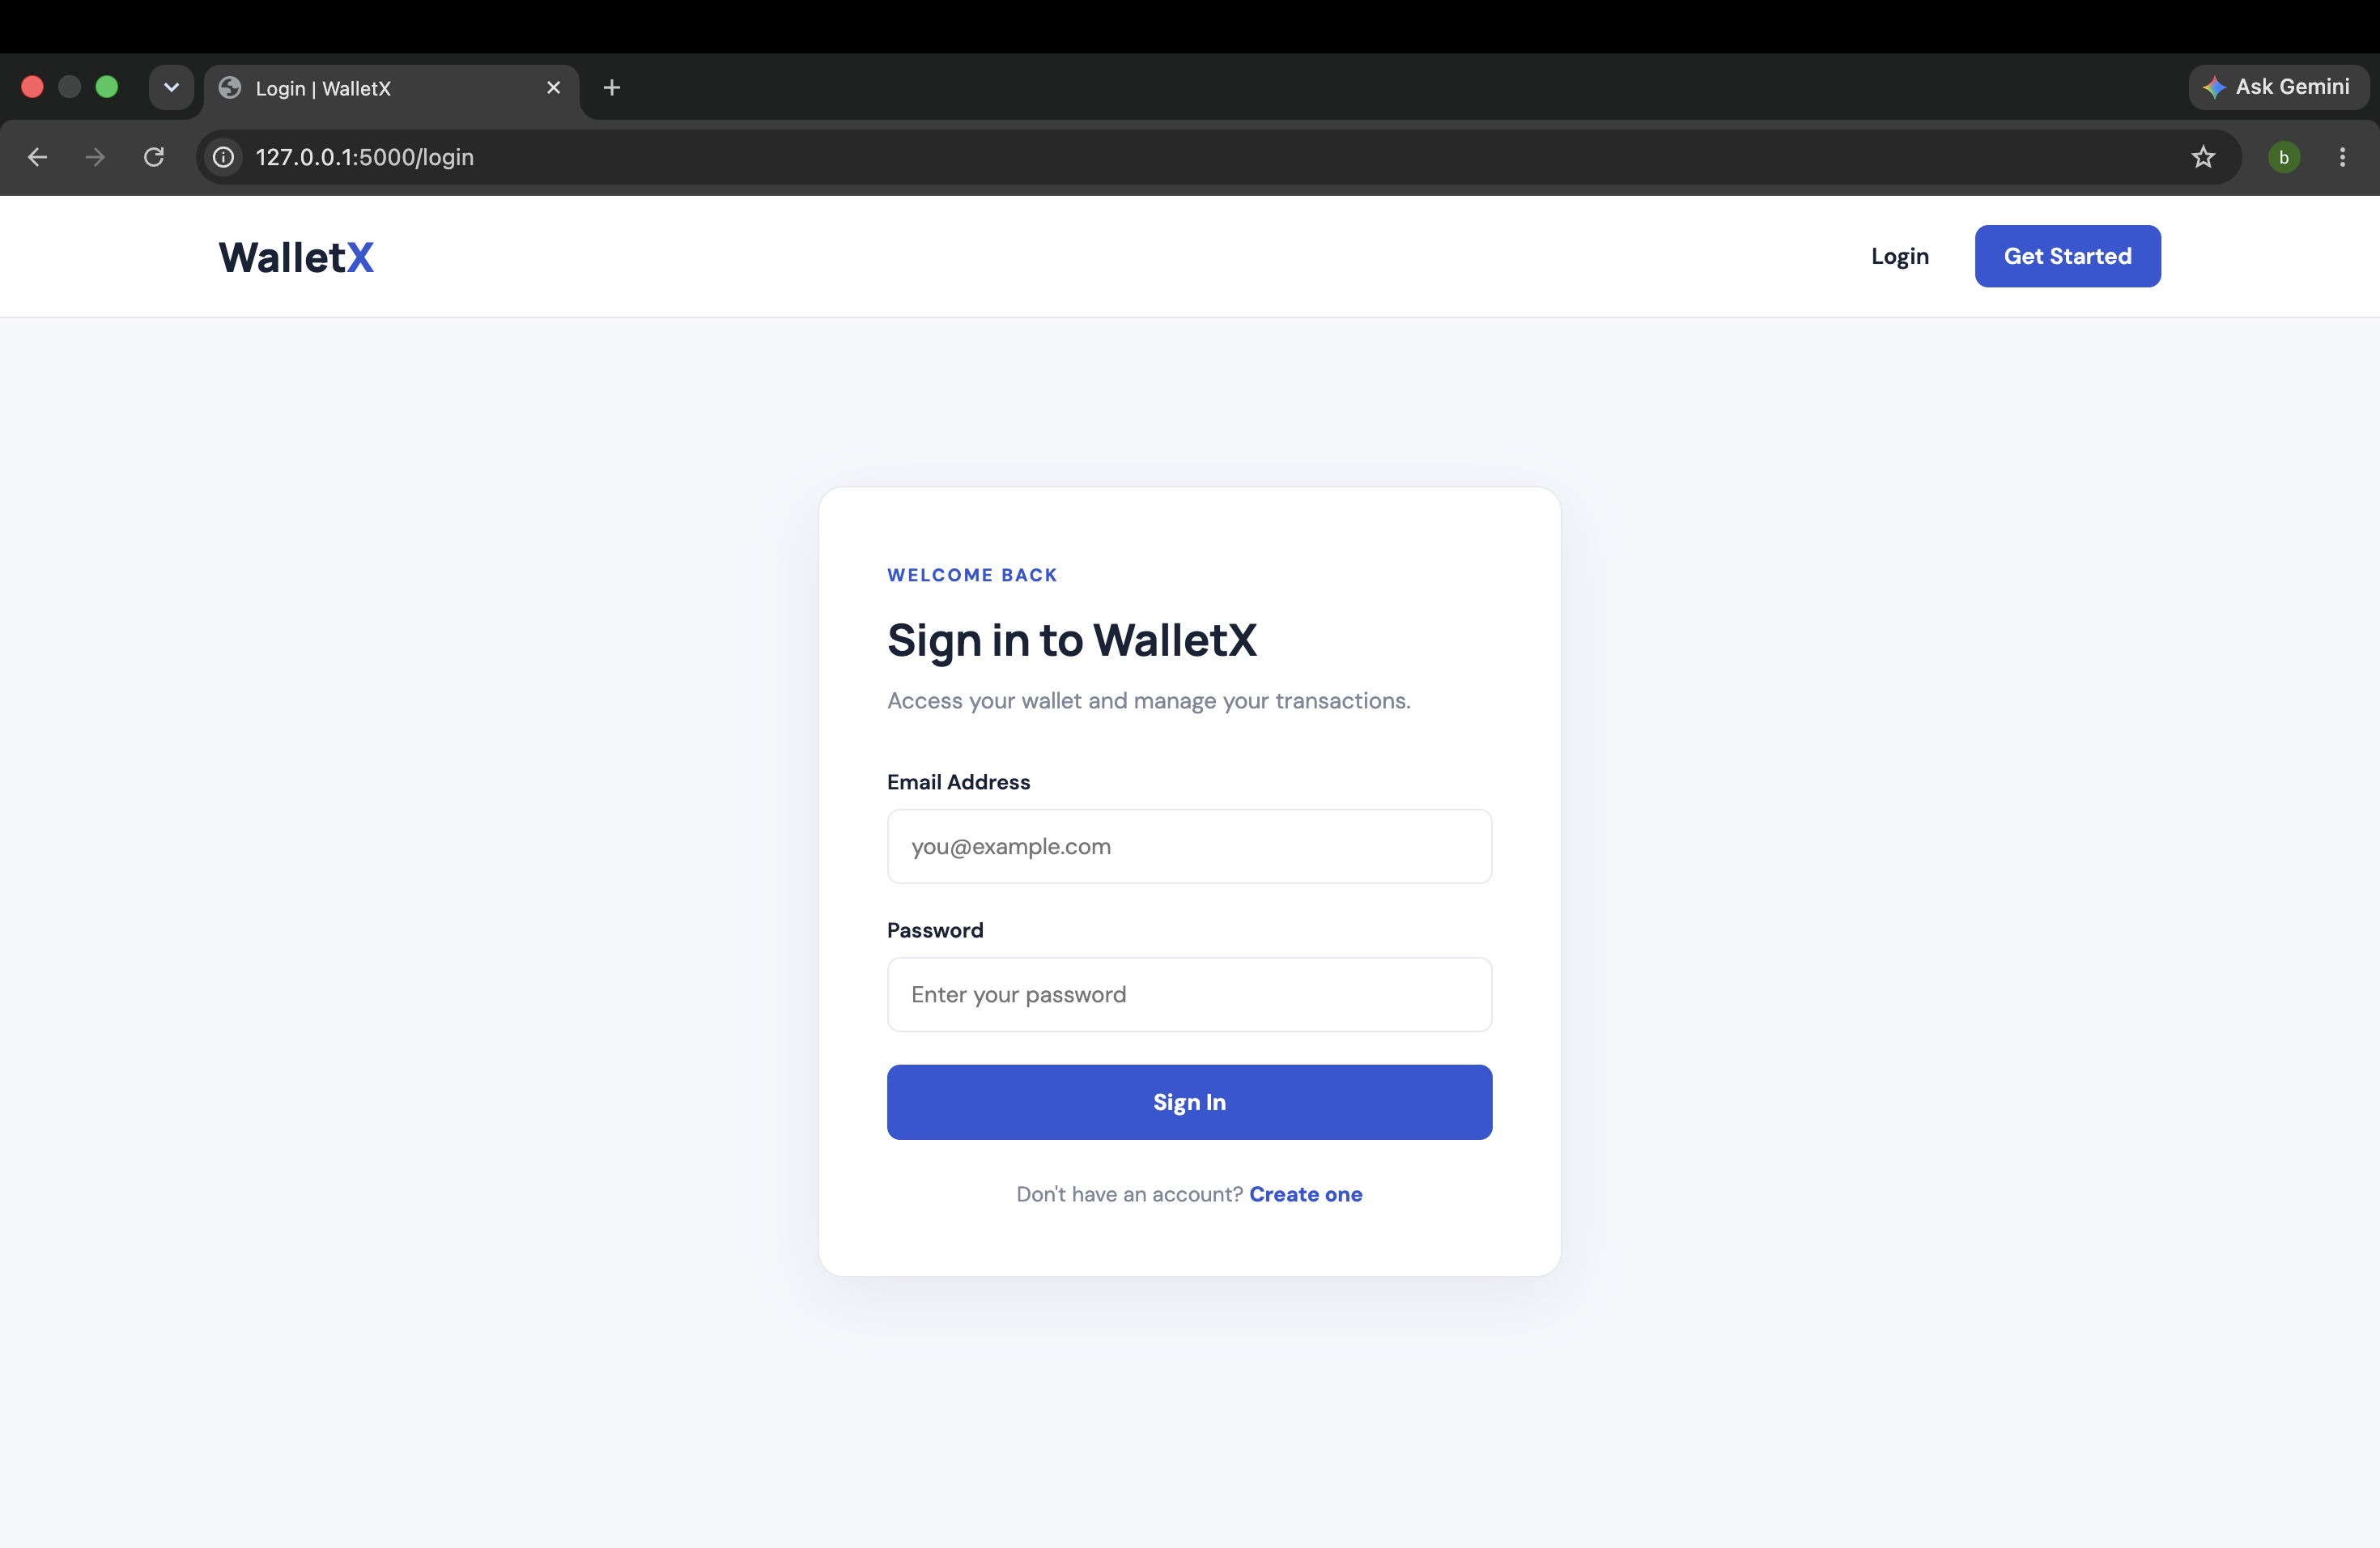 Login | WalletX
Ask Gemini
127.0.0.1:5000/login
b
WalletX
Login
Get Started
WELCOME BACK
Sign in to WalletX
Access your wallet and manage your transactions.
Email Address
you@example.com
Password
Enter your password
Sign In
Don't have an account? Create one